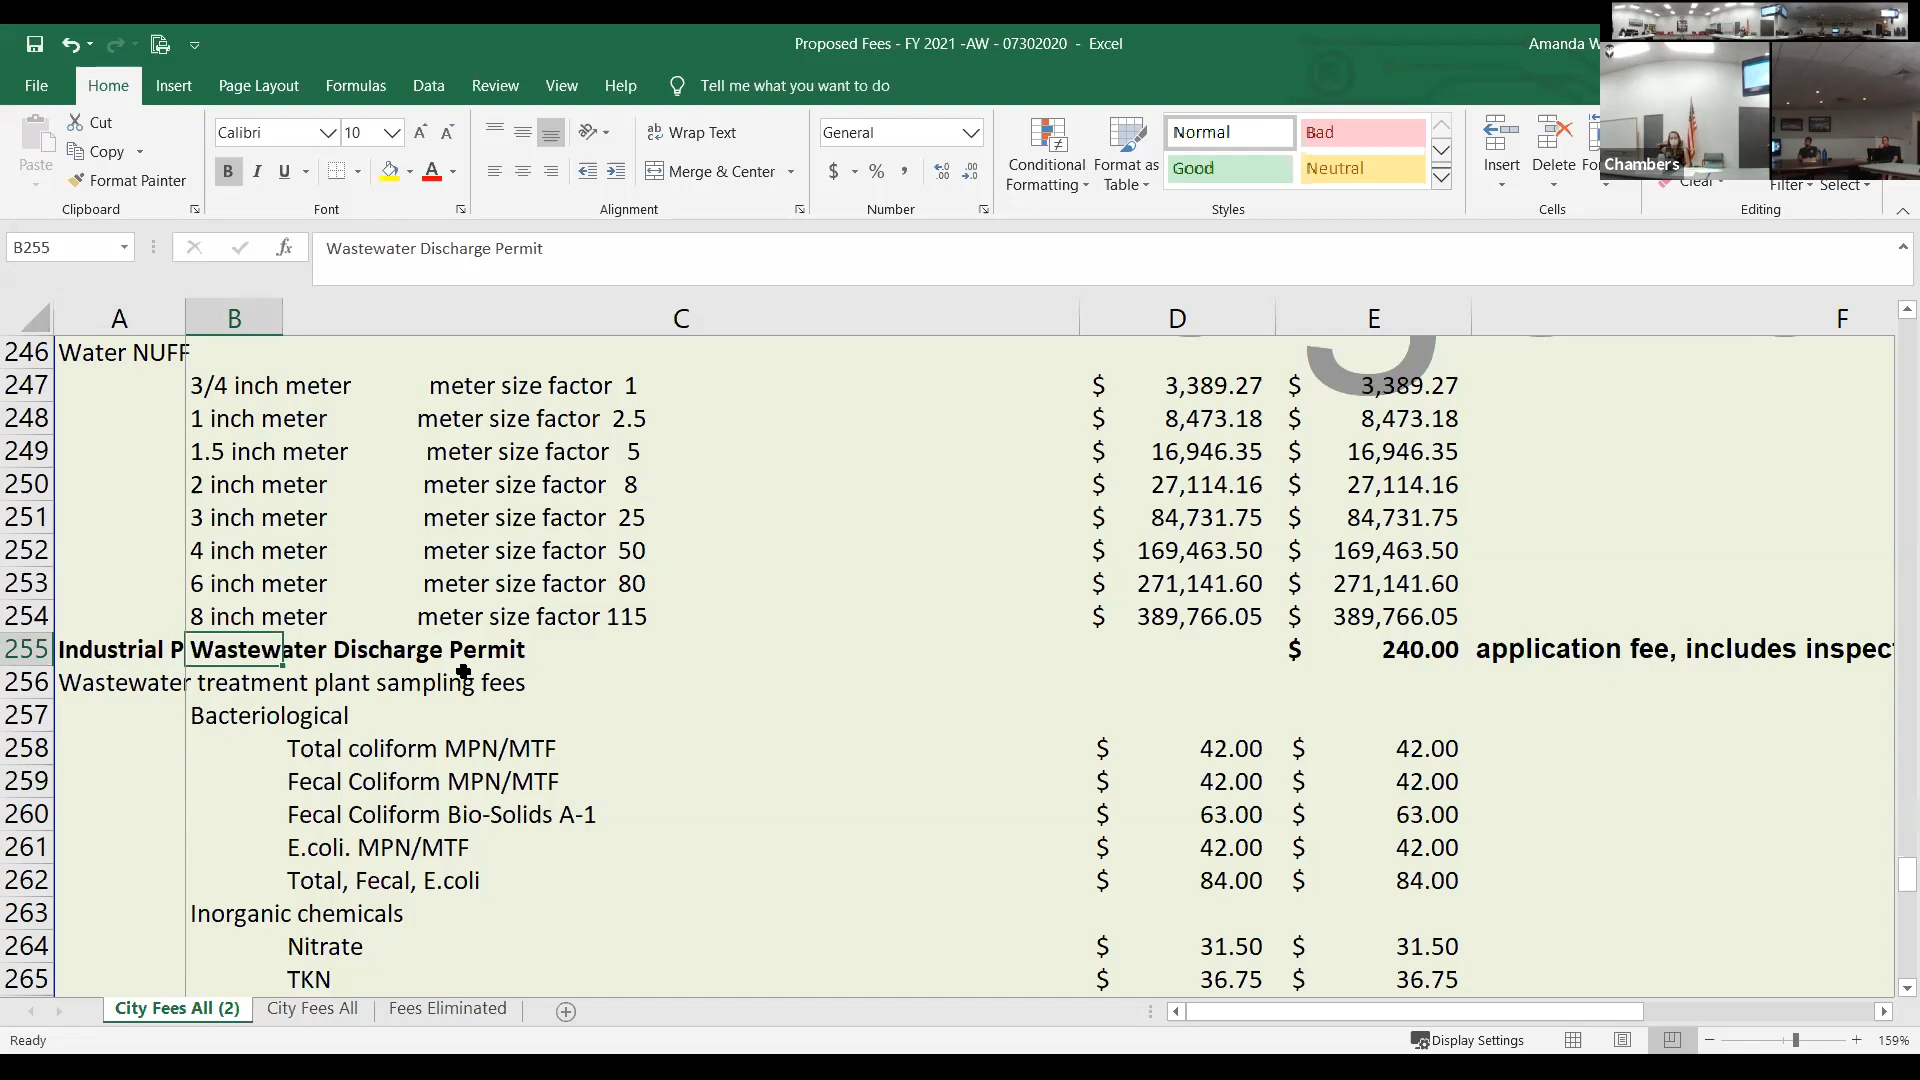 Proposed Fees - FY 2021 -AW - 07302020 - Excel
Amanda W
File Home Insert Page Layout Formulas Data Review View Help Tell me what you want to do
Paste
Cut
Copy
Format Painter
Clipboard
Calibri 10
B I U
Font
Wrap Text
Merge & Center
Alignment
General
$ % ,
Number
Conditional Formatting
Format as Table
Normal Bad
Good Neutral
Styles
Insert Delete
Cells
Clear
Filter Select
Editing
Chambers
B255 fx Wastewater Discharge Permit
A B C D E F
246 Water NUFF
247 3/4 inch meter meter size factor 1 $ 3,389.27 $ 3,389.27
248 1 inch meter meter size factor 2.5 $ 8,473.18 $ 8,473.18
249 1.5 inch meter meter size factor 5 $ 16,946.35 $ 16,946.35
250 2 inch meter meter size factor 8 $ 27,114.16 $ 27,114.16
251 3 inch meter meter size factor 25 $ 84,731.75 $ 84,731.75
252 4 inch meter meter size factor 50 $ 169,463.50 $ 169,463.50
253 6 inch meter meter size factor 80 $ 271,141.60 $ 271,141.60
254 8 inch meter meter size factor 115 $ 389,766.05 $ 389,766.05
255 Industrial P Wastewater Discharge Permit $ 240.00 application fee, includes inspect
256 Wastewater treatment plant sampling fees
257 Bacteriological
258 Total coliform MPN/MTF $ 42.00 $ 42.00
259 Fecal Coliform MPN/MTF $ 42.00 $ 42.00
260 Fecal Coliform Bio-Solids A-1 $ 63.00 $ 63.00
261 E.coli. MPN/MTF $ 42.00 $ 42.00
262 Total, Fecal, E.coli $ 84.00 $ 84.00
263 Inorganic chemicals
264 Nitrate $ 31.50 $ 31.50
265 TKN $ 36.75 $ 36.75
City Fees All (2) City Fees All Fees Eliminated
Ready Display Settings 159%